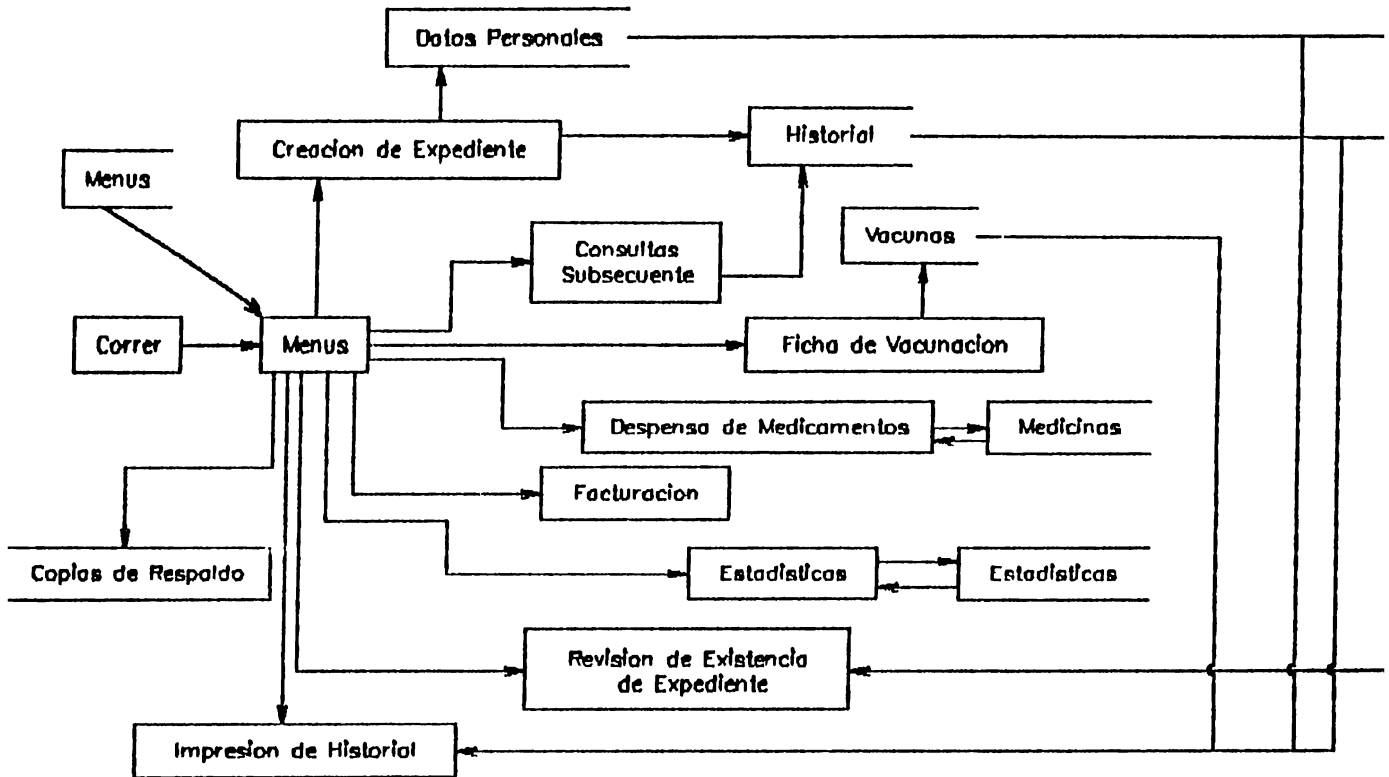 Datos Personales
Creacion de Expediente
Historial
Menus
Vacunas
Consultas
Subsecuente
Correr
Menus
Ficha de Vacunacion
Despensa de Medicamentos
Medicinas
Facturacion
Copias de Respaldo
Estadisticas
Estadisticas
Revision de Existencia
de Expediente
Impresion de Historial